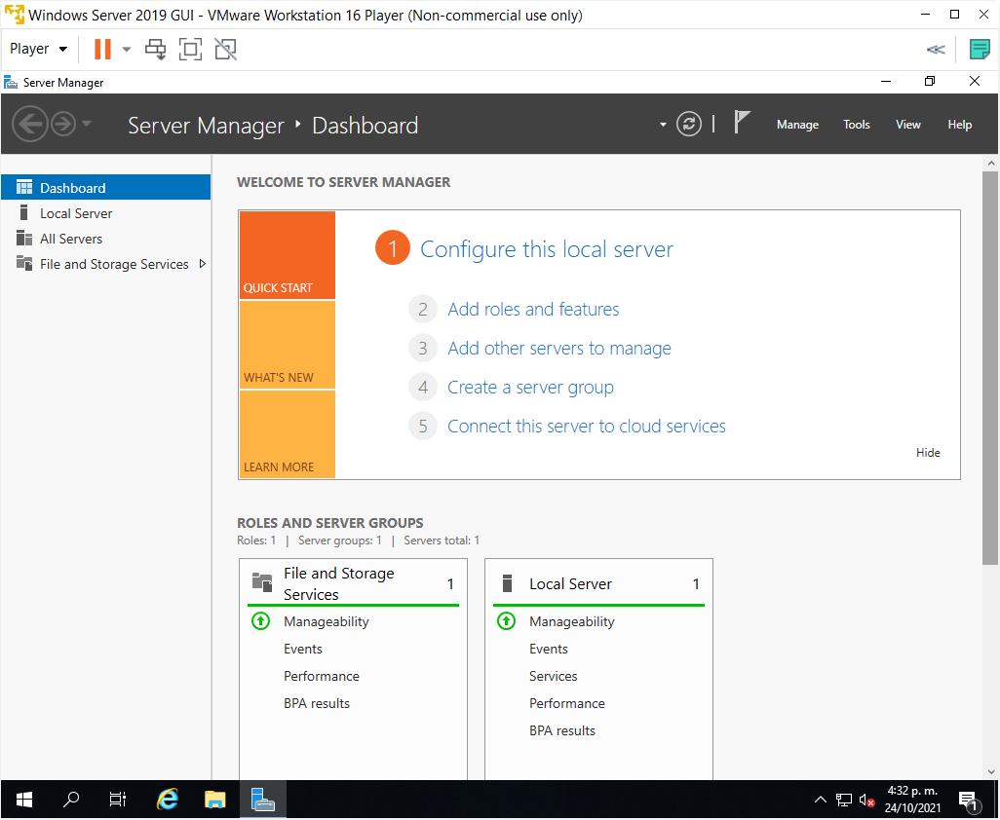 Windows Server 2019 GUI - VMware Workstation 16 Player (Non-commercial use only)
Player
Server Manager
Server Manager Dashboard
Manage Tools View Help
Dashboard
Local Server
All Servers
File and Storage Services
WELCOME TO SERVER MANAGER
QUICK START
WHAT'S NEW
LEARN MORE
1 Configure this local server
2 Add roles and features
3 Add other servers to manage
4 Create a server group
5 Connect this server to cloud services
Hide
ROLES AND SERVER GROUPS
Roles: 1 | Server groups: 1 | Servers total: 1
File and Storage
Services 1
Manageability
Events
Performance
BPA results
Local Server 1
Manageability
Events
Services
Performance
BPA results
4:32 p. m.
24/10/2021
1